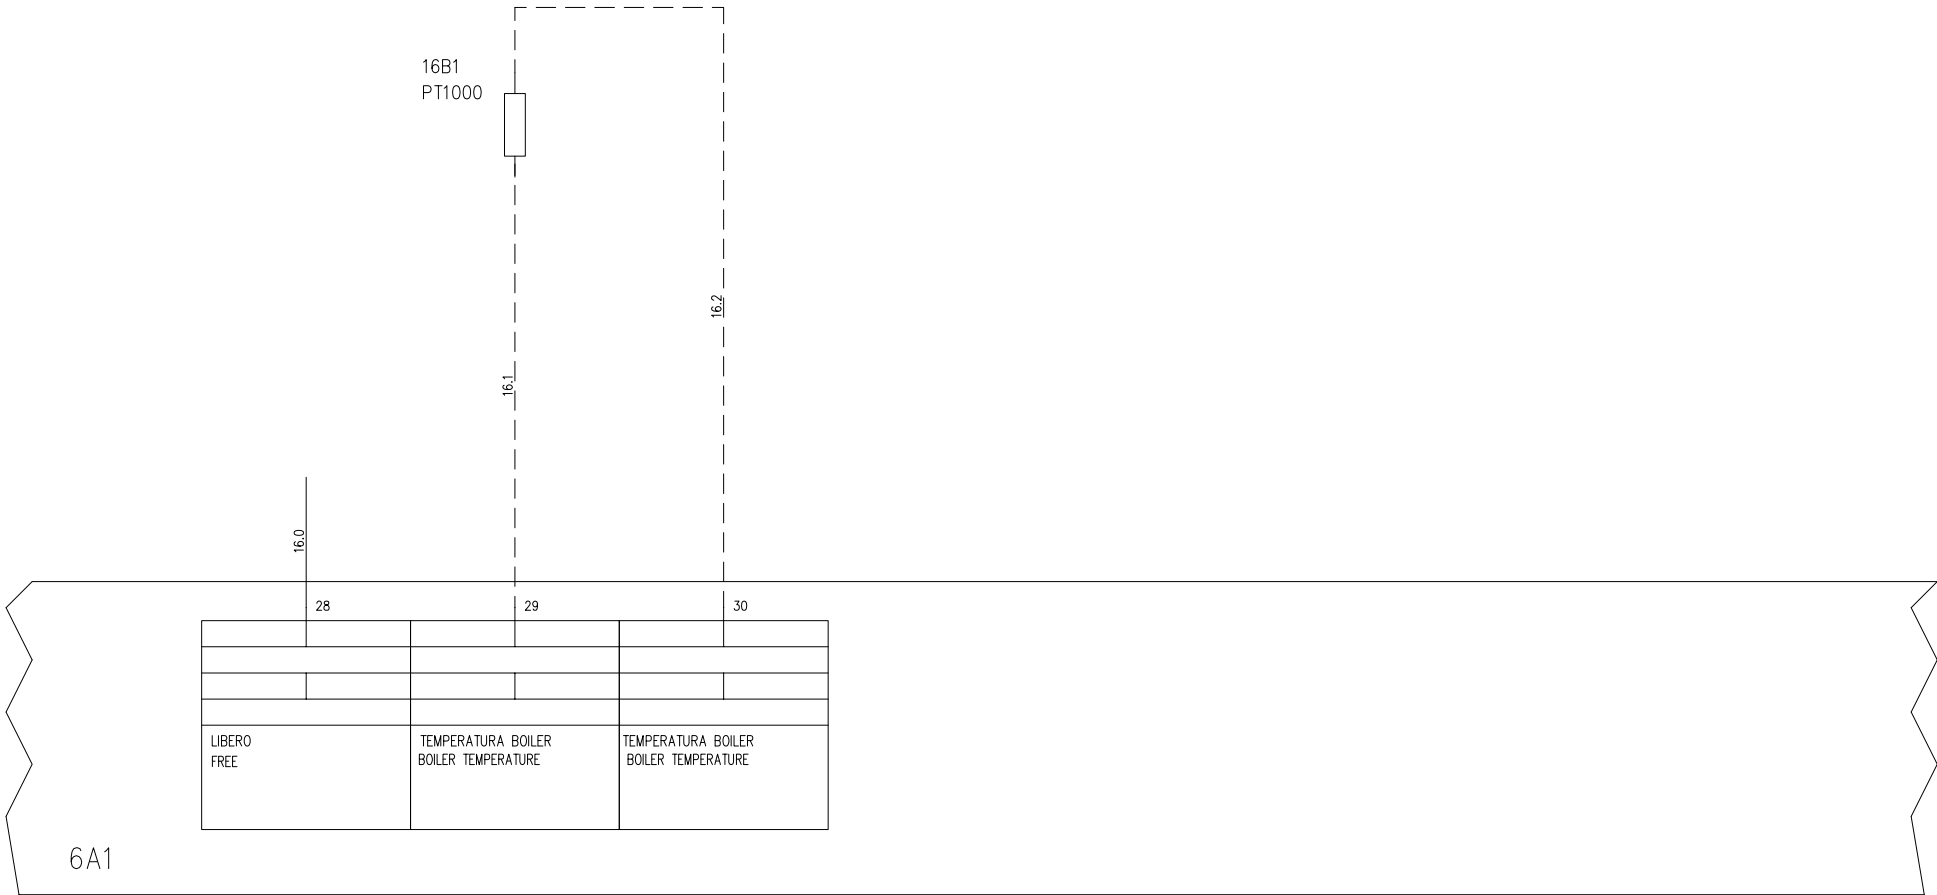 16B1
PT1000
16.2
16.1
16.0
28
29
30
LIBERO
FREE
TEMPERATURA BOILER
BOILER TEMPERATURE
TEMPERATURA BOILER
BOILER TEMPERATURE
6A1